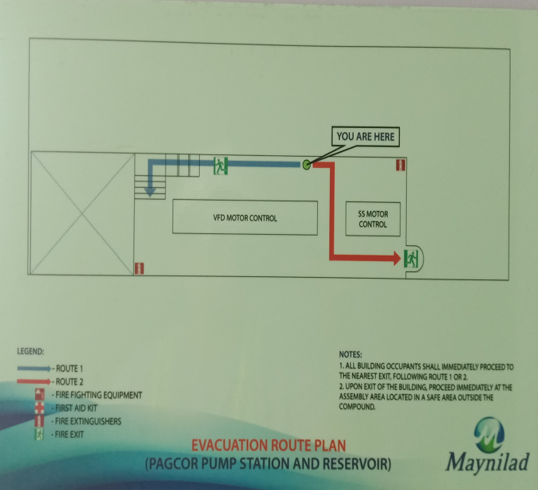 YOU ARE HERE
VFD MOTOR CONTROL
SS MOTOR
CONTROL
LEGEND:
- ROUTE 1
- ROUTE 2
- FIRE FIGHTING EQUIPMENT
- FIRST AID KIT
- FIRE EXTINGUISHERS
- FIRE EXIT
NOTES:
1. ALL BUILDING OCCUPANTS SHALL IMMEDIATELY PROCEED TO
THE NEAREST EXIT, FOLLOWING ROUTE 1 OR 2.
2. UPON EXIT OF THE BUILDING, PROCEED IMMEDIATELY AT THE
ASSEMBLY AREA LOCATED IN A SAFE AREA OUTSIDE THE
COMPOUND.
EVACUATION ROUTE PLAN
(PAGCOR PUMP STATION AND RESERVOIR)
Maynilad